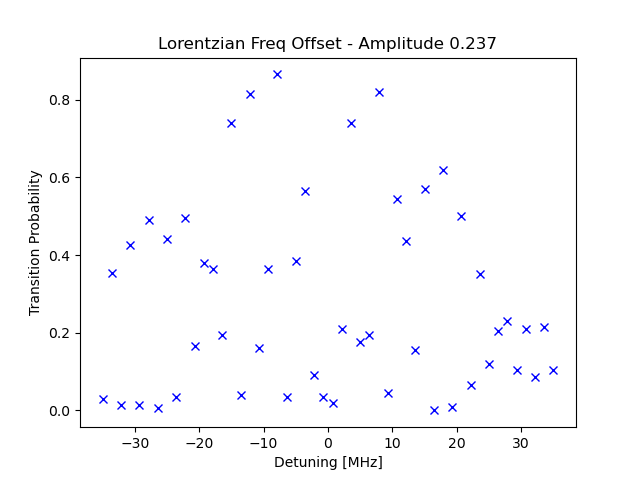 Lorentzian Freq Offset - Amplitude 0.237
Transition Probability
0.8
0.6
0.4
0.2
0.0
−30 −20 −10 0 10 20 30
Detuning [MHz]